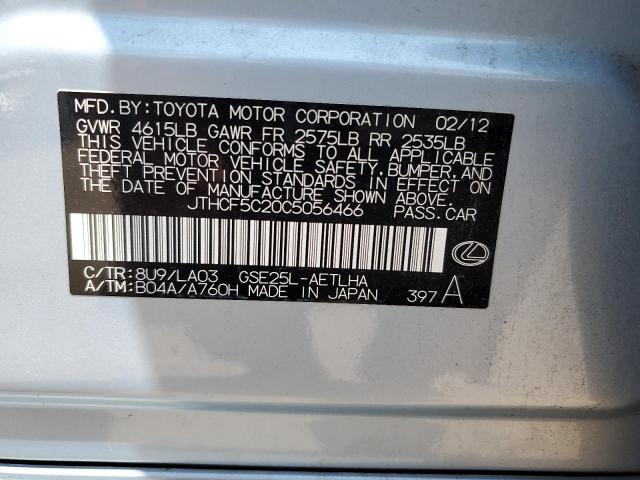 MFD. BY: TOYOTA MOTOR CORPORATION 02/12
GVWR 4615LB GAWR FR 2575LB RR 2535LB
THIS VEHICLE CONFORMS TO ALL APPLICABLE
FEDERAL MOTOR VEHICLE SAFETY, BUMPER, AND
THEFT PREVENTION STANDARDS IN EFFECT ON
THE DATE OF MANUFACTURE SHOWN ABOVE.
JTHCF5C20C5056466 PASS. CAR
C/TR: 8U9/LA03 GSE25L-AETLHA
A/TM: B04A/A760H MADE IN JAPAN 397 A